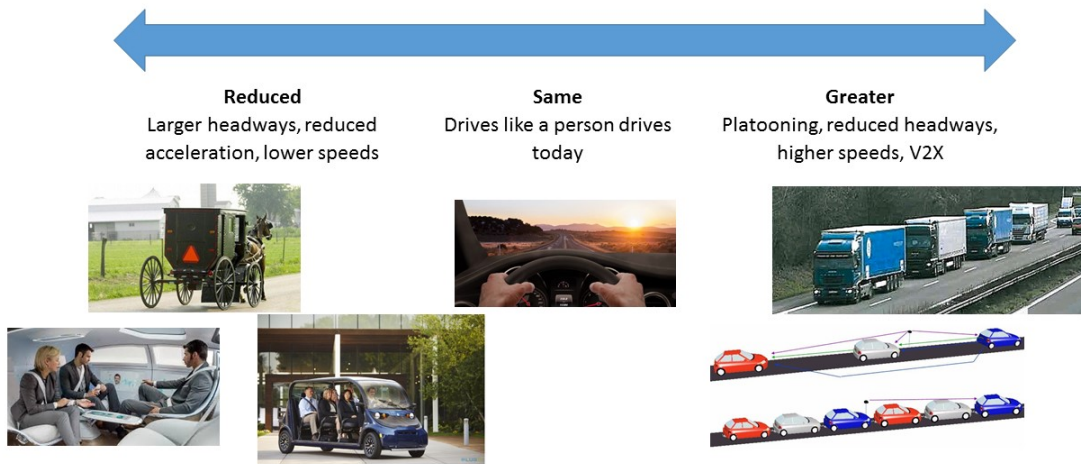 Reduced
Larger headways, reduced
acceleration, lower speeds
Same
Drives like a person drives
today
Greater
Platooning, reduced headways,
higher speeds, V2X